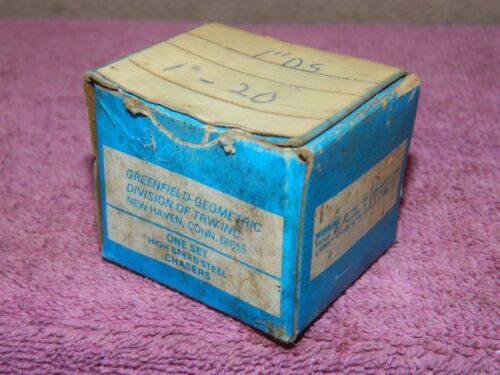 1" DS
1" - 20
GREENFIELD-GEOMETRIC
DIVISION OF TRW INC.
NEW HAVEN, CONN. 06515
ONE SET
HIGH SPEED STEEL
CHASERS
WARNING: